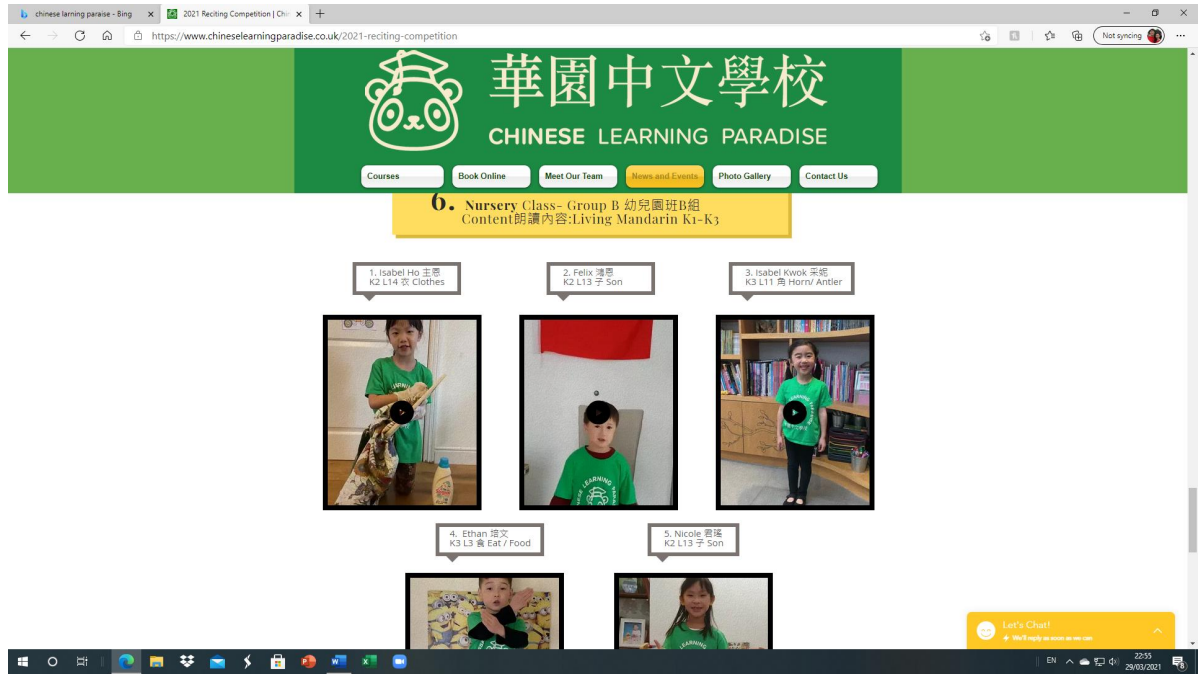 chinese larning paraise - Bing
2021 Reciting Competition | Chin
https://www.chineselearningparadise.co.uk/2021-reciting-competition
Not syncing
華園中文學校
CHINESE LEARNING PARADISE
Courses
Book Online
Meet Our Team
News and Events
Photo Gallery
Contact Us
6. Nursery Class- Group B 幼兒園班B組
Content朗讀內容:Living Mandarin K1-K3
1. Isabel Ho 主恩
K2 L14 衣 Clothes
2. Felix 鴻恩
K2 L13 子 Son
3. Isabel Kwok 采妮
K3 L11 角 Horn/ Antler
4. Ethan 培文
K3 L3 食 Eat / Food
5. Nicole 君瑤
K2 L13 子 Son
Let's Chat!
We'll reply as soon as we can
EN
22:55
29/03/2021